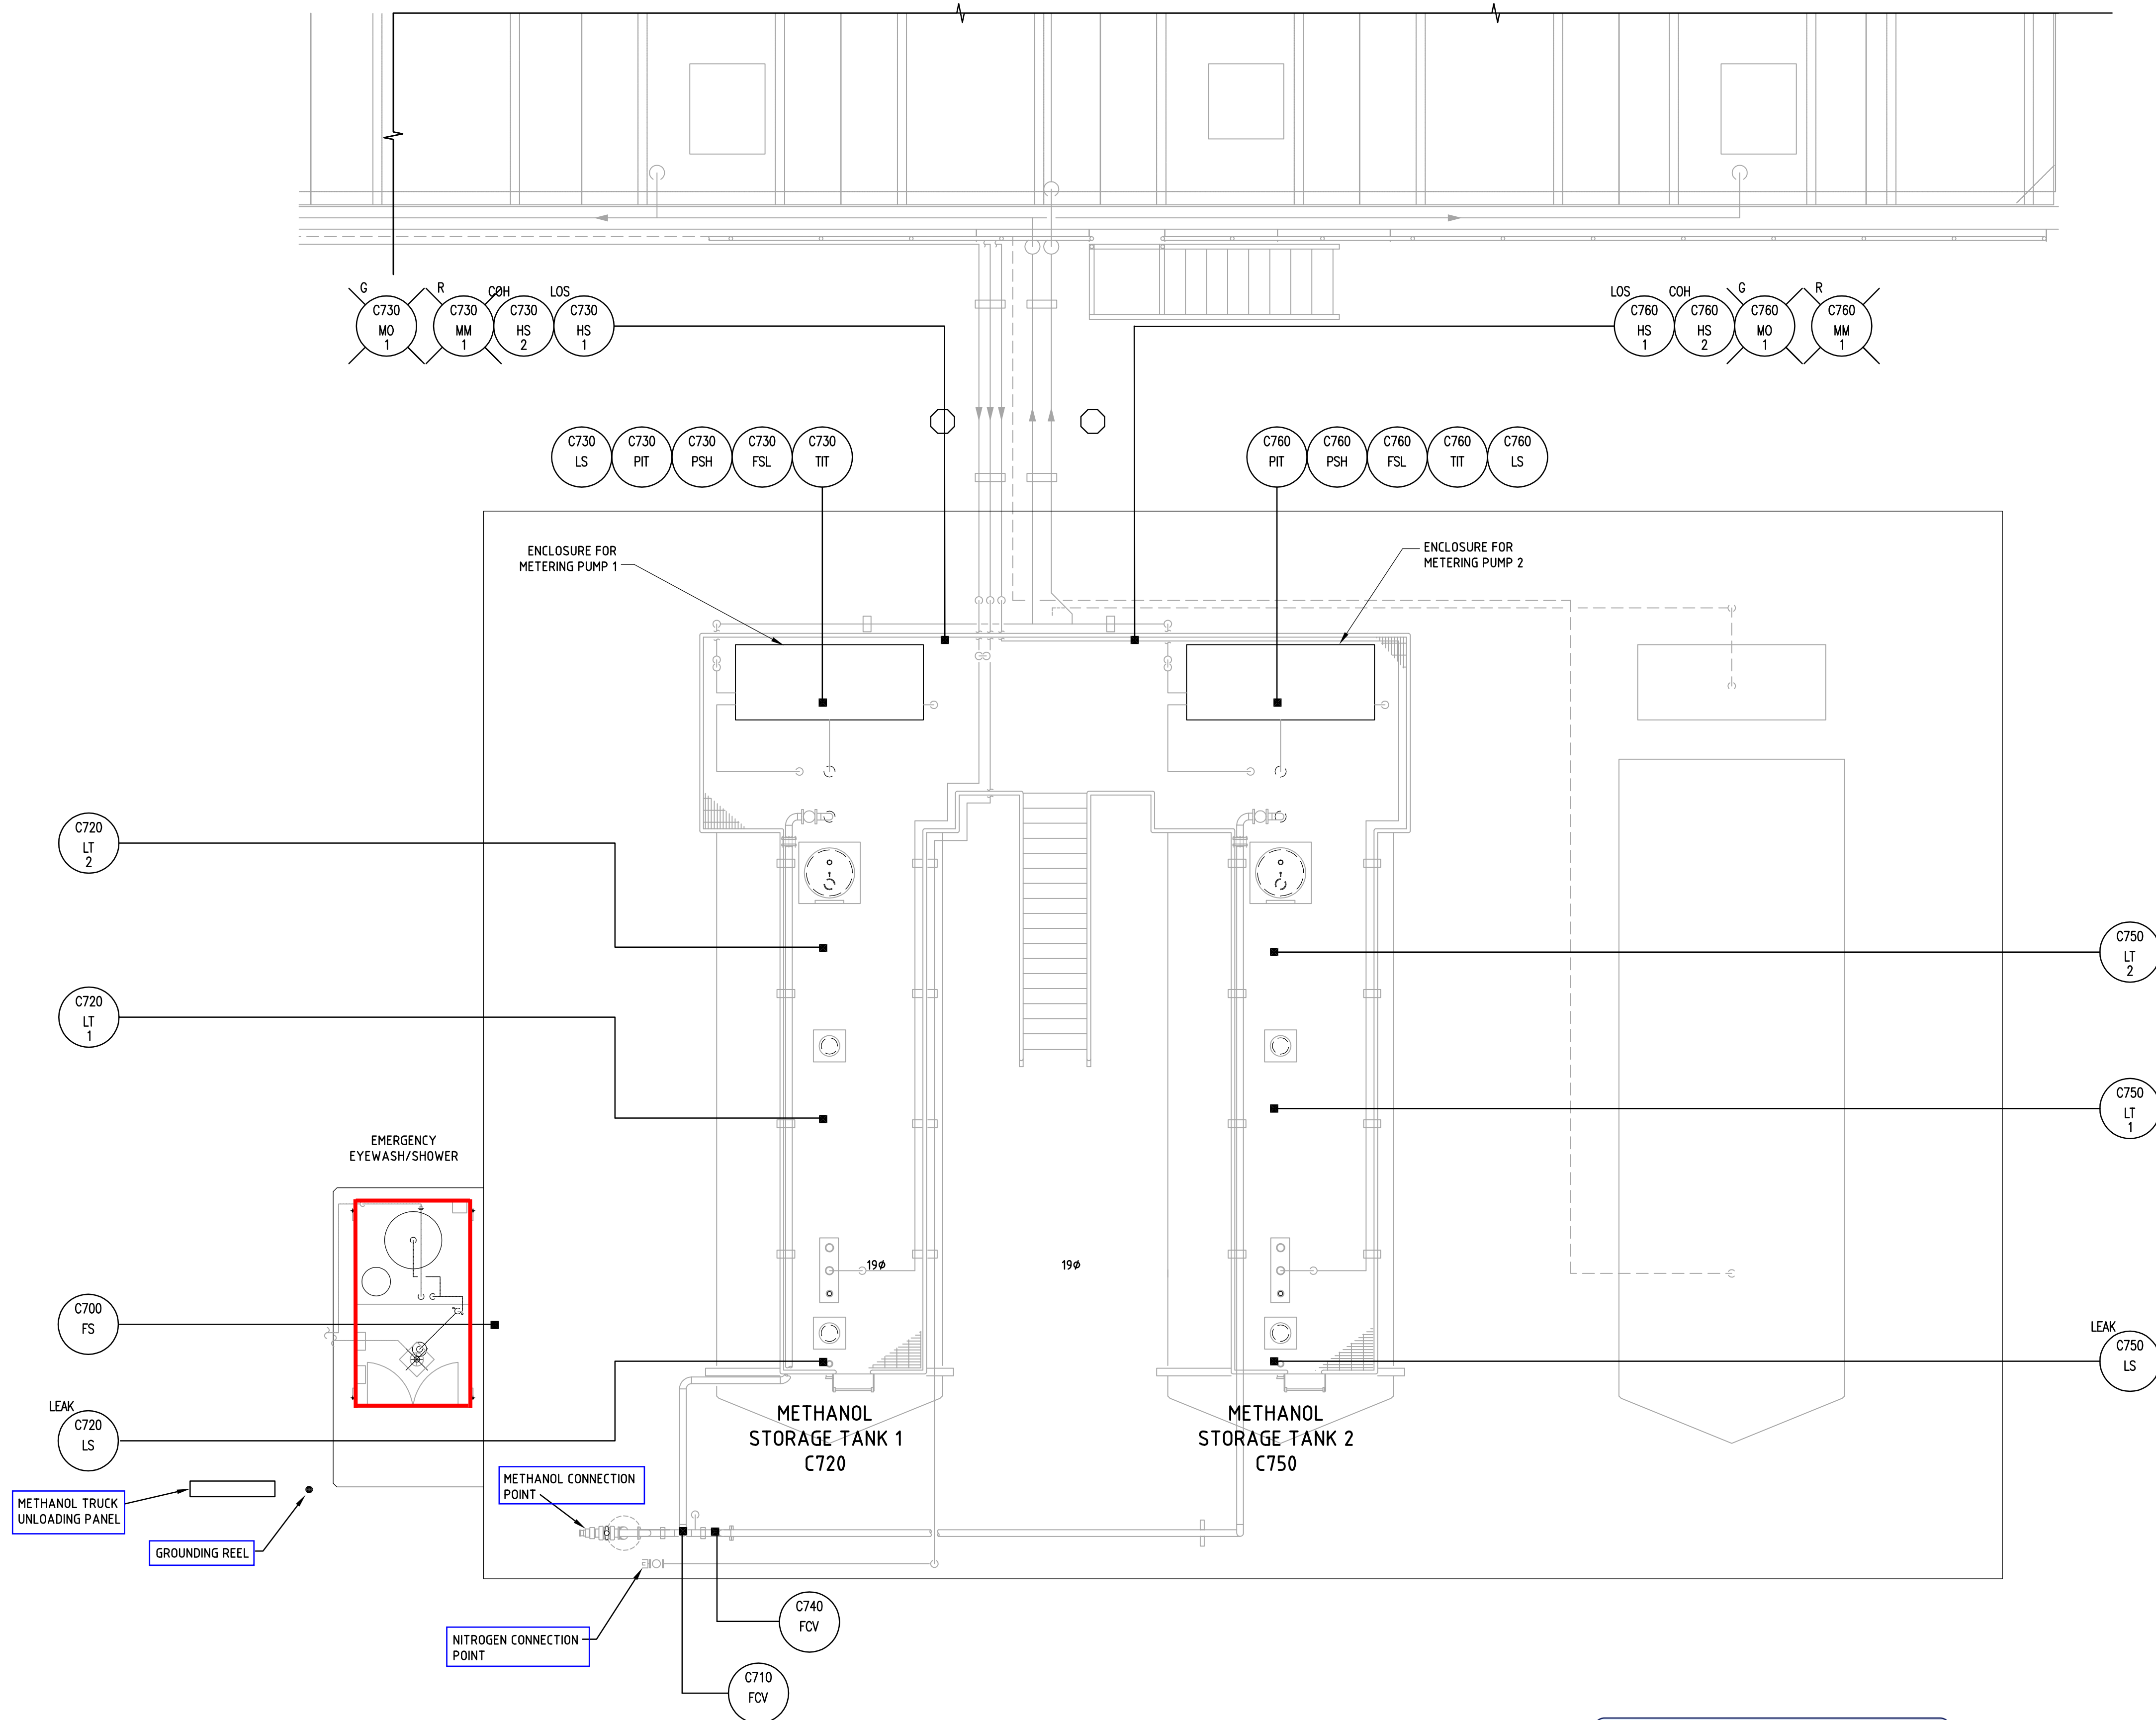 G
R
COH
LOS
C730
MO
1
C730
MM
1
C730
HS
2
C730
HS
1
LOS
COH
G
R
C760
HS
1
C760
HS
2
C760
MO
1
C760
MM
1
C730
LS
C730
PIT
C730
PSH
C730
FSL
C730
TIT
C760
PIT
C760
PSH
C760
FSL
C760
TIT
C760
LS
ENCLOSURE FOR
METERING PUMP 1
ENCLOSURE FOR
METERING PUMP 2
C720
LT
2
C750
LT
2
C720
LT
1
C750
LT
1
EMERGENCY
EYEWASH/SHOWER
19ø
19ø
C700
FS
LEAK
C750
LS
LEAK
C720
LS
METHANOL
STORAGE TANK 1
C720
METHANOL
STORAGE TANK 2
C750
METHANOL CONNECTION
POINT
METHANOL TRUCK
UNLOADING PANEL
GROUNDING REEL
C740
FCV
NITROGEN CONNECTION
POINT
C710
FCV